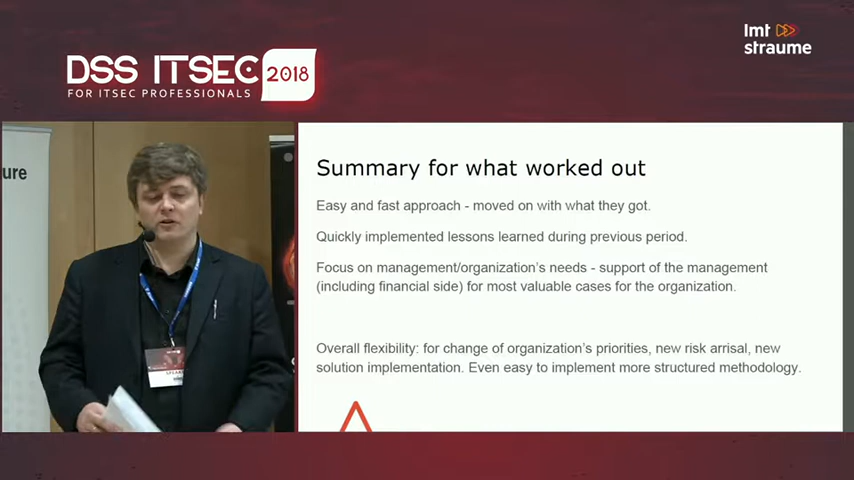 lmt
straume
DSS ITSEC 2018
FOR ITSEC PROFESSIONALS
ure
Summary for what worked out
Easy and fast approach - moved on with what they got.
Quickly implemented lessons learned during previous period.
Focus on management/organization's needs - support of the management
(including financial side) for most valuable cases for the organization.
Overall flexibility: for change of organization's priorities, new risk arrisal, new
solution implementation. Even easy to implement more structured methodology.